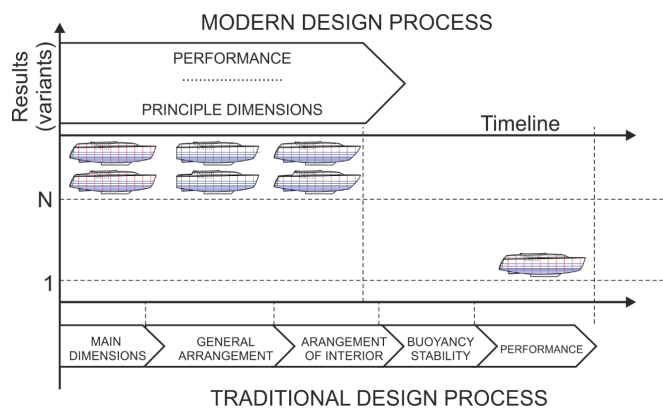 MODERN DESIGN PROCESS
Results
(variants)
PERFORMANCE
............
PRINCIPLE DIMENSIONS
Timeline
N
1
MAIN
DIMENSIONS
GENERAL
ARRANGEMENT
ARANGEMENT
OF INTERIOR
BUOYANCY
STABILITY
PERFORMANCE
TRADITIONAL DESIGN PROCESS